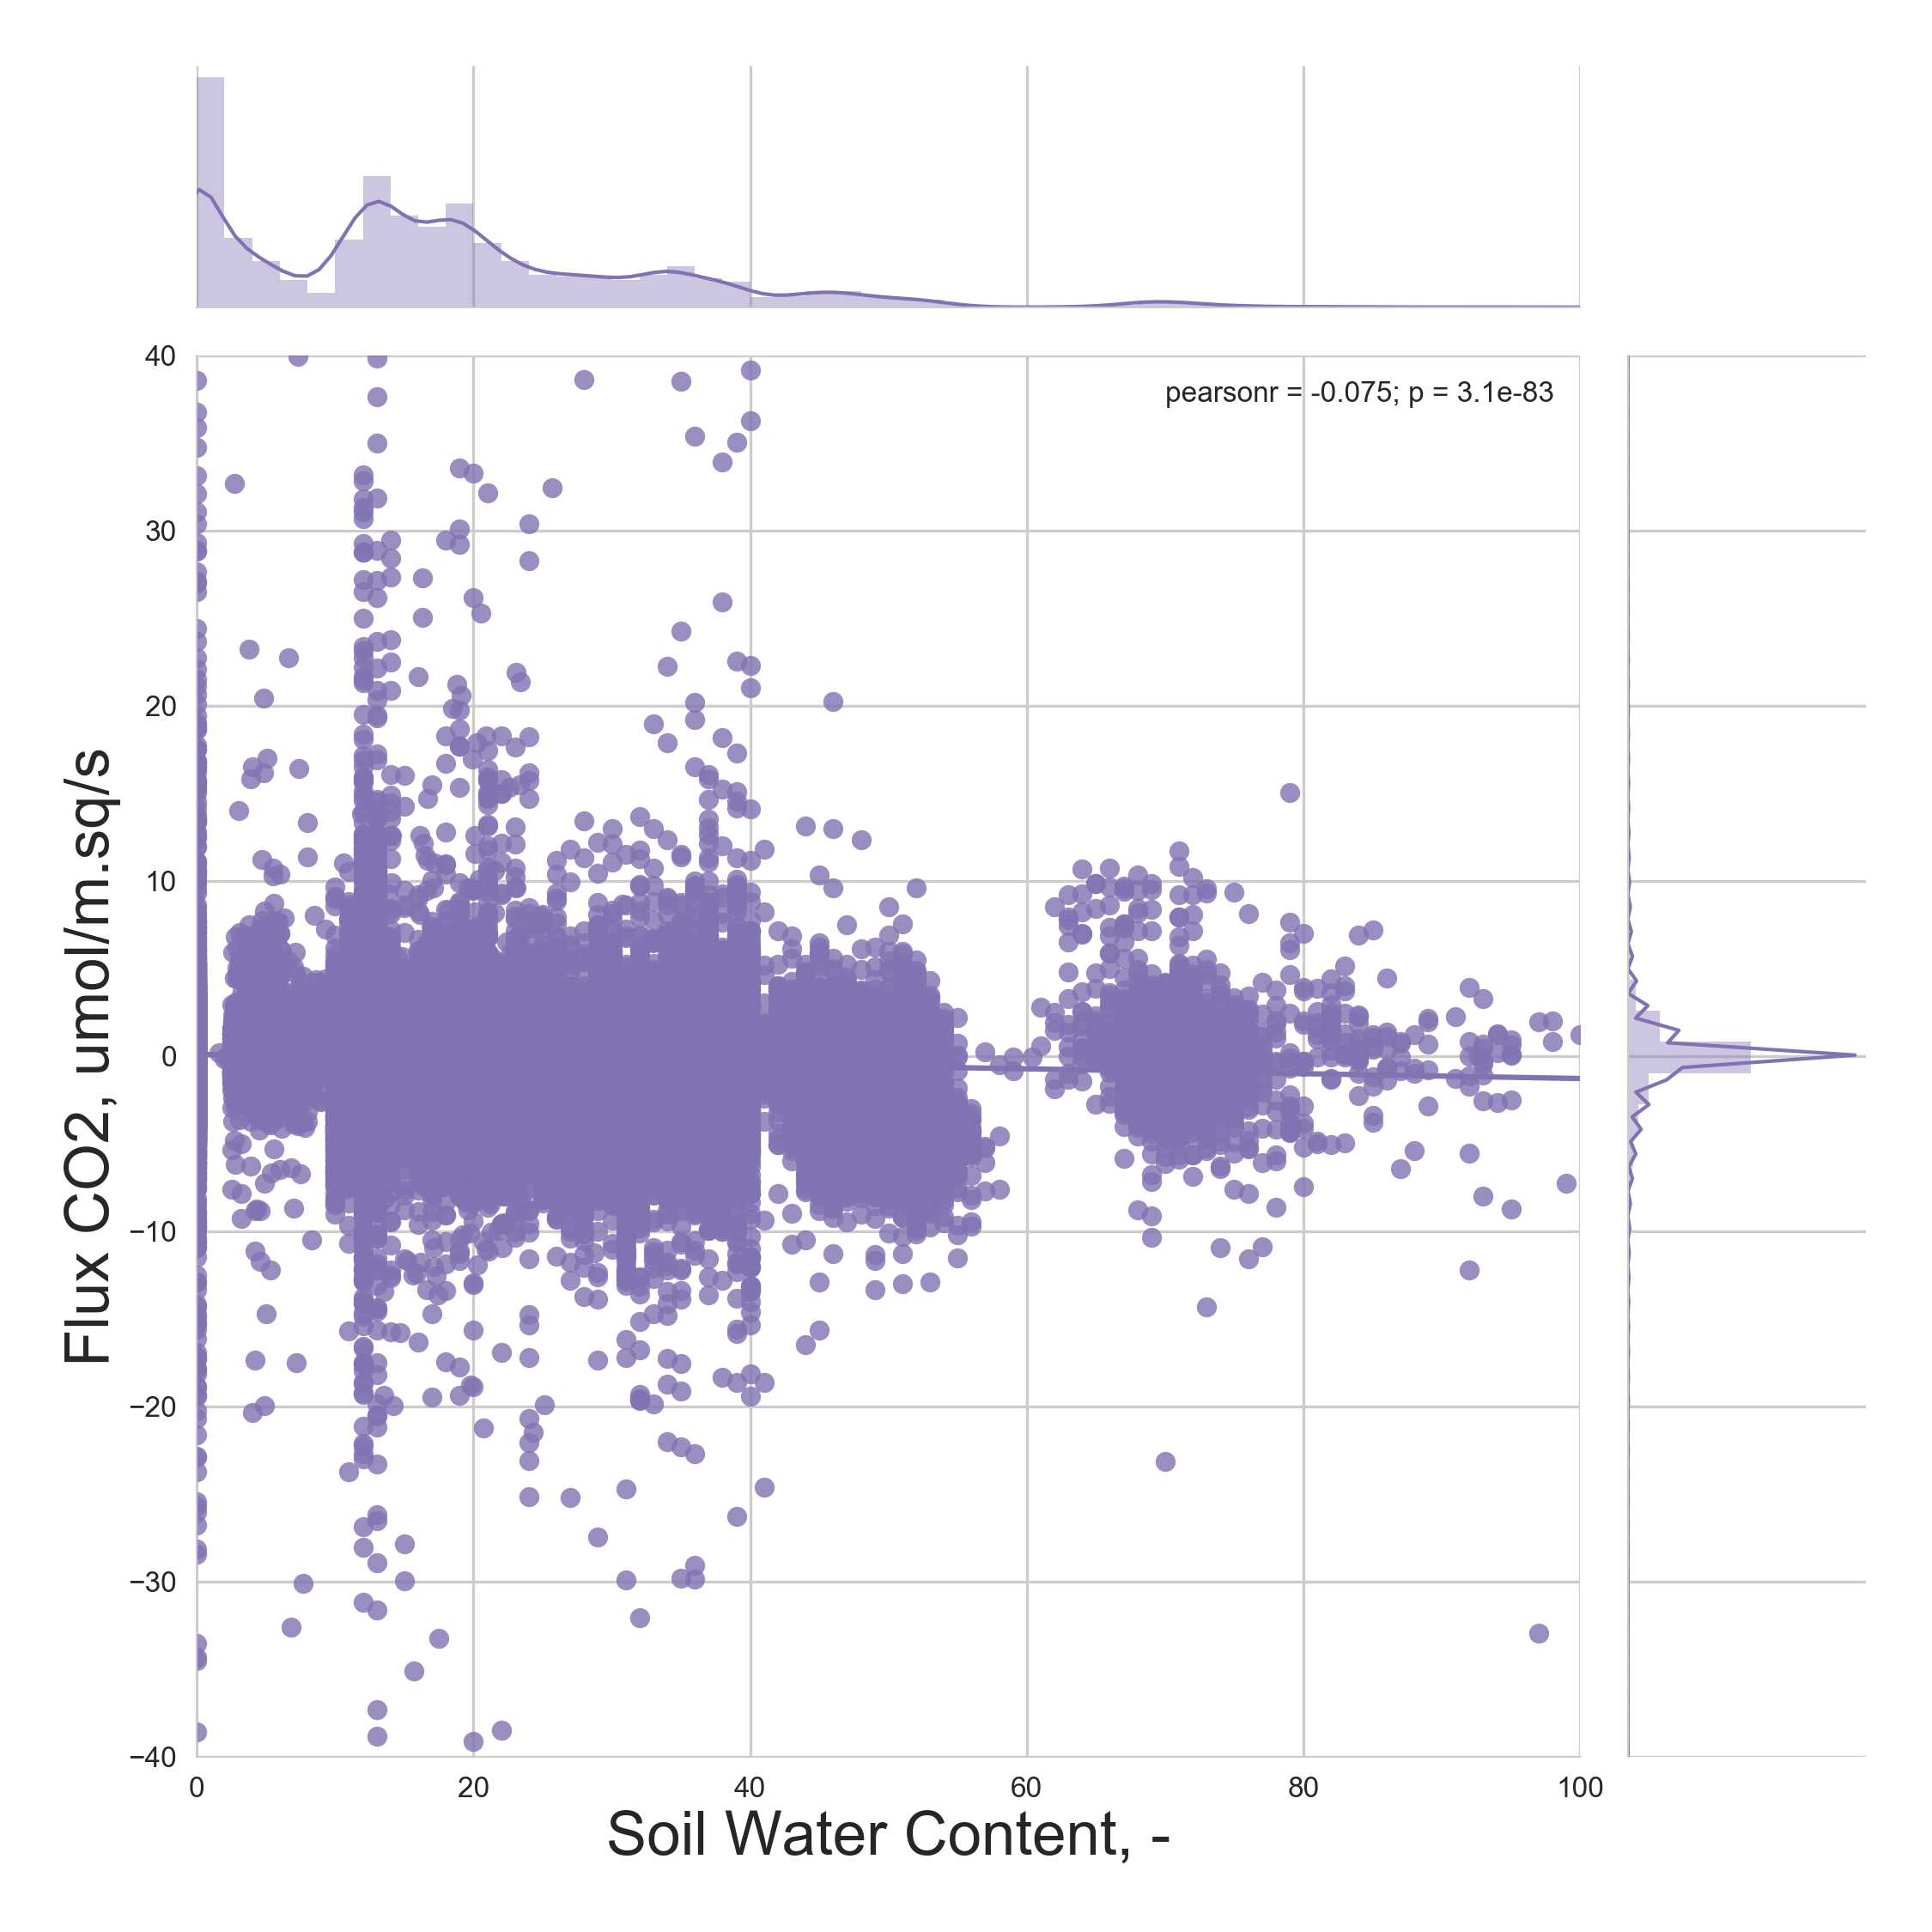 40
pearsonr = -0.075; p = 3.1e-83
30
20
10
0
−10
−20
−30
−40
Flux CO2, umol/m.sq/s
0 20 40 60 80 100
Soil Water Content, -